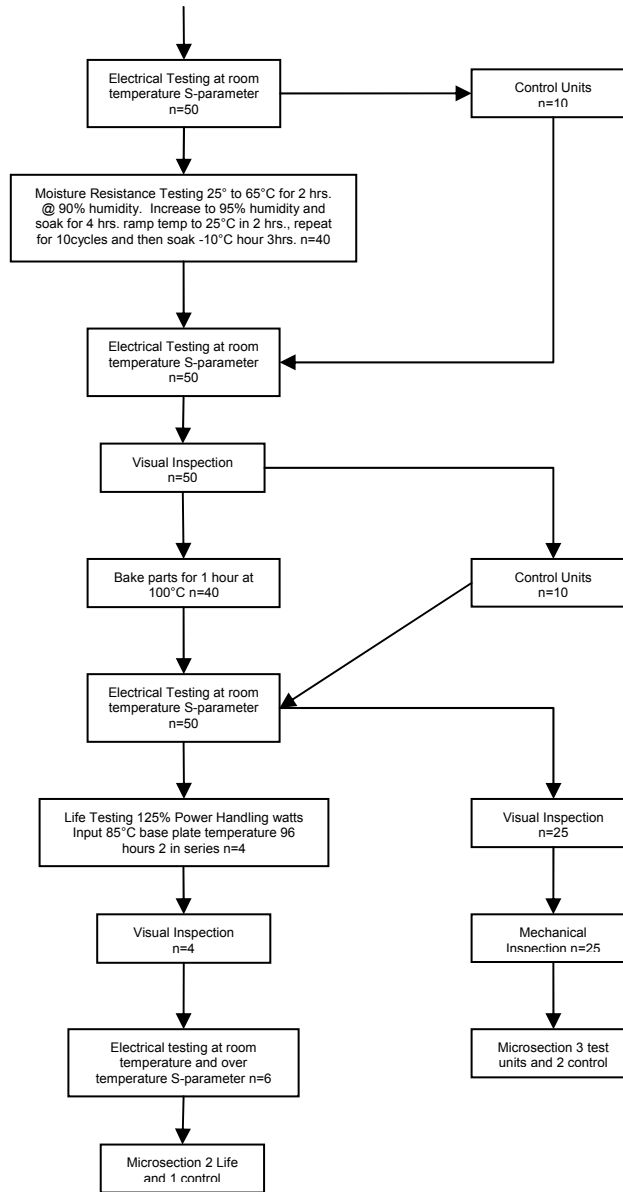 Electrical Testing at room
temperature S-parameter
n=50
Control Units
n=10
Moisture Resistance Testing 25° to 65°C for 2 hrs.
@ 90% humidity. Increase to 95% humidity and
soak for 4 hrs. ramp temp to 25°C in 2 hrs., repeat
for 10cycles and then soak -10°C hour 3hrs. n=40
Electrical Testing at room
temperature S-parameter
n=50
Visual Inspection
n=50
Bake parts for 1 hour at
100°C n=40
Control Units
n=10
Electrical Testing at room
temperature S-parameter
n=50
Life Testing 125% Power Handling watts
Input 85°C base plate temperature 96
hours 2 in series n=4
Visual Inspection
n=25
Visual Inspection
n=4
Mechanical
Inspection n=25
Electrical testing at room
temperature and over
temperature S-parameter n=6
Microsection 3 test
units and 2 control
Microsection 2 Life
and 1 control